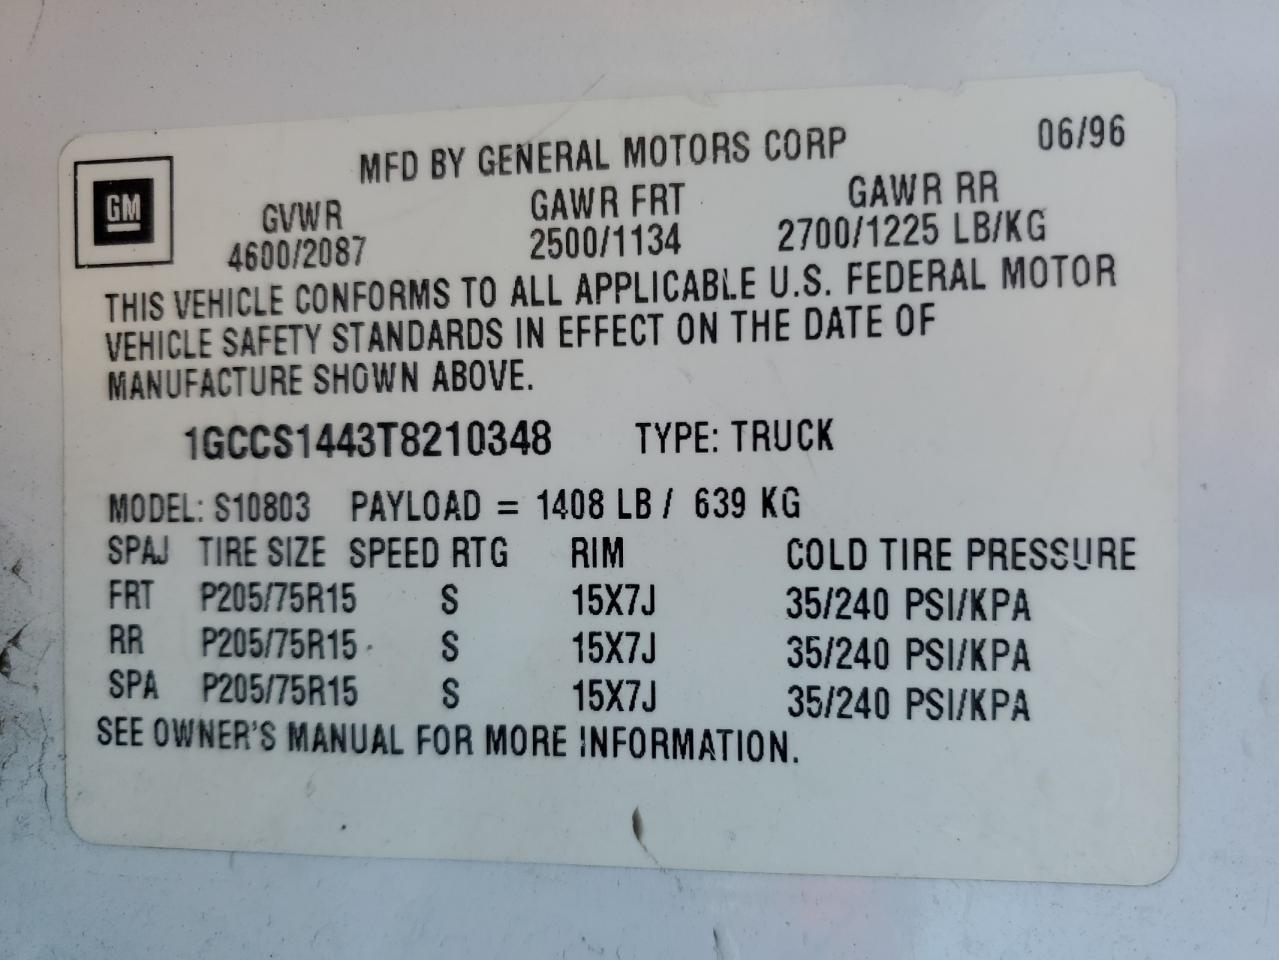 MFD BY GENERAL MOTORS CORP 06/96
GM
GVWR GAWR FRT GAWR RR
4600/2087 2500/1134 2700/1225 LB/KG
THIS VEHICLE CONFORMS TO ALL APPLICABLE U.S. FEDERAL MOTOR
VEHICLE SAFETY STANDARDS IN EFFECT ON THE DATE OF
MANUFACTURE SHOWN ABOVE.
1GCCS1443T8210348 TYPE: TRUCK
MODEL: S10803 PAYLOAD = 1408 LB / 639 KG
SPAJ TIRE SIZE SPEED RTG RIM COLD TIRE PRESSURE
FRT P205/75R15 S 15X7J 35/240 PSI/KPA
RR P205/75R15 S 15X7J 35/240 PSI/KPA
SPA P205/75R15 S 15X7J 35/240 PSI/KPA
SEE OWNER'S MANUAL FOR MORE INFORMATION.